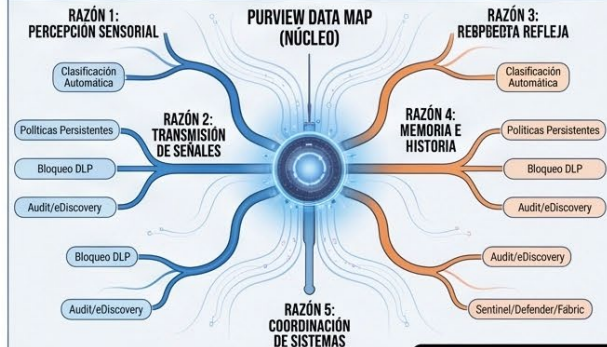 RAZÓN 1:
PERCEPCIÓN SENSORIAL
Clasificación
Automática
PURVIEW DATA MAP
(NÚCLEO)
RAZÓN 3:
REBPBECTA REFLEJA
Clasificación
Automática
RAZÓN 2:
TRANSMISIÓN
DE SEÑALES
Políticas Persistentes
Bloqueo DLP
Audit/eDiscovery
RAZÓN 4:
MEMORIA E
HISTORIA
Políticas Persistentes
Bloqueo DLP
Audit/eDiscovery
Bloqueo DLP
Audit/eDiscovery
RAZÓN 5:
COORDINACIÓN
DE SISTEMAS
Audit/eDiscovery
Sentinel/Defender/Fabric